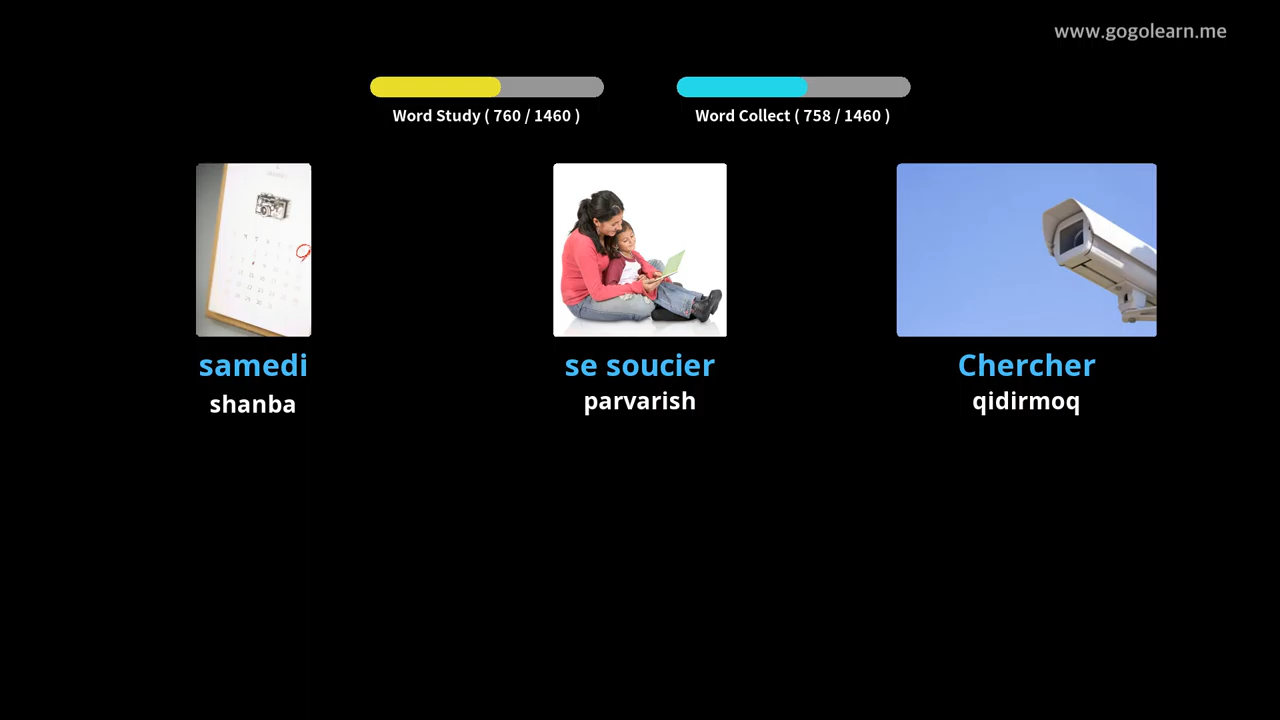 www.gogolearn.me
Word Study ( 760 / 1460 )
Word Collect ( 758 / 1460 )
samedi
shanba
se soucier
parvarish
Chercher
qidirmoq